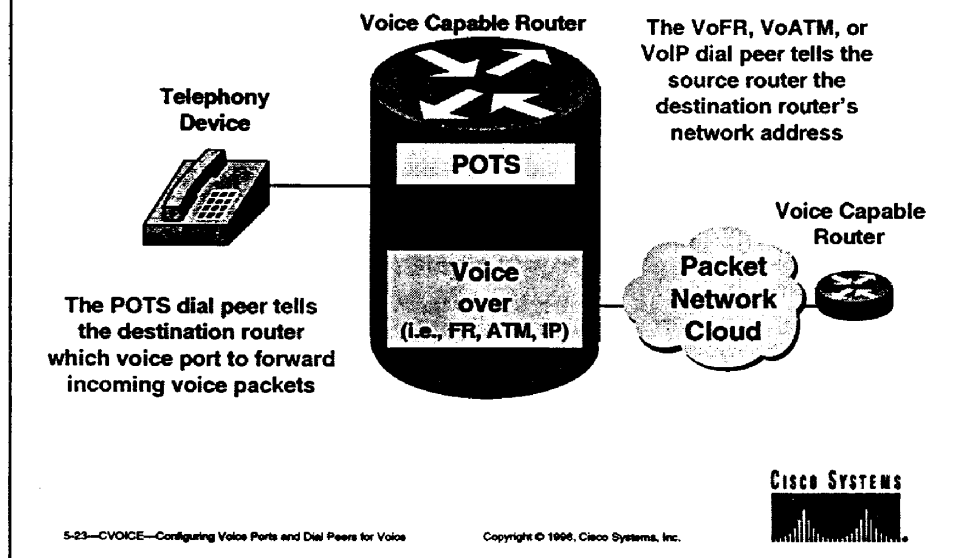 Voice Capable Router
The VoFR, VoATM, or
VoIP dial peer tells the
source router the
destination router's
network address
Telephony
Device
POTS
Voice Capable
Router
Voice
over
(i.e., FR, ATM, IP)
Packet
Network
Cloud
The POTS dial peer tells
the destination router
which voice port to forward
incoming voice packets
CISCO SYSTEMS
5-23—CVOICE—Configuring Voice Ports and Dial Peers for Voice
Copyright © 1998, Cisco Systems, Inc.